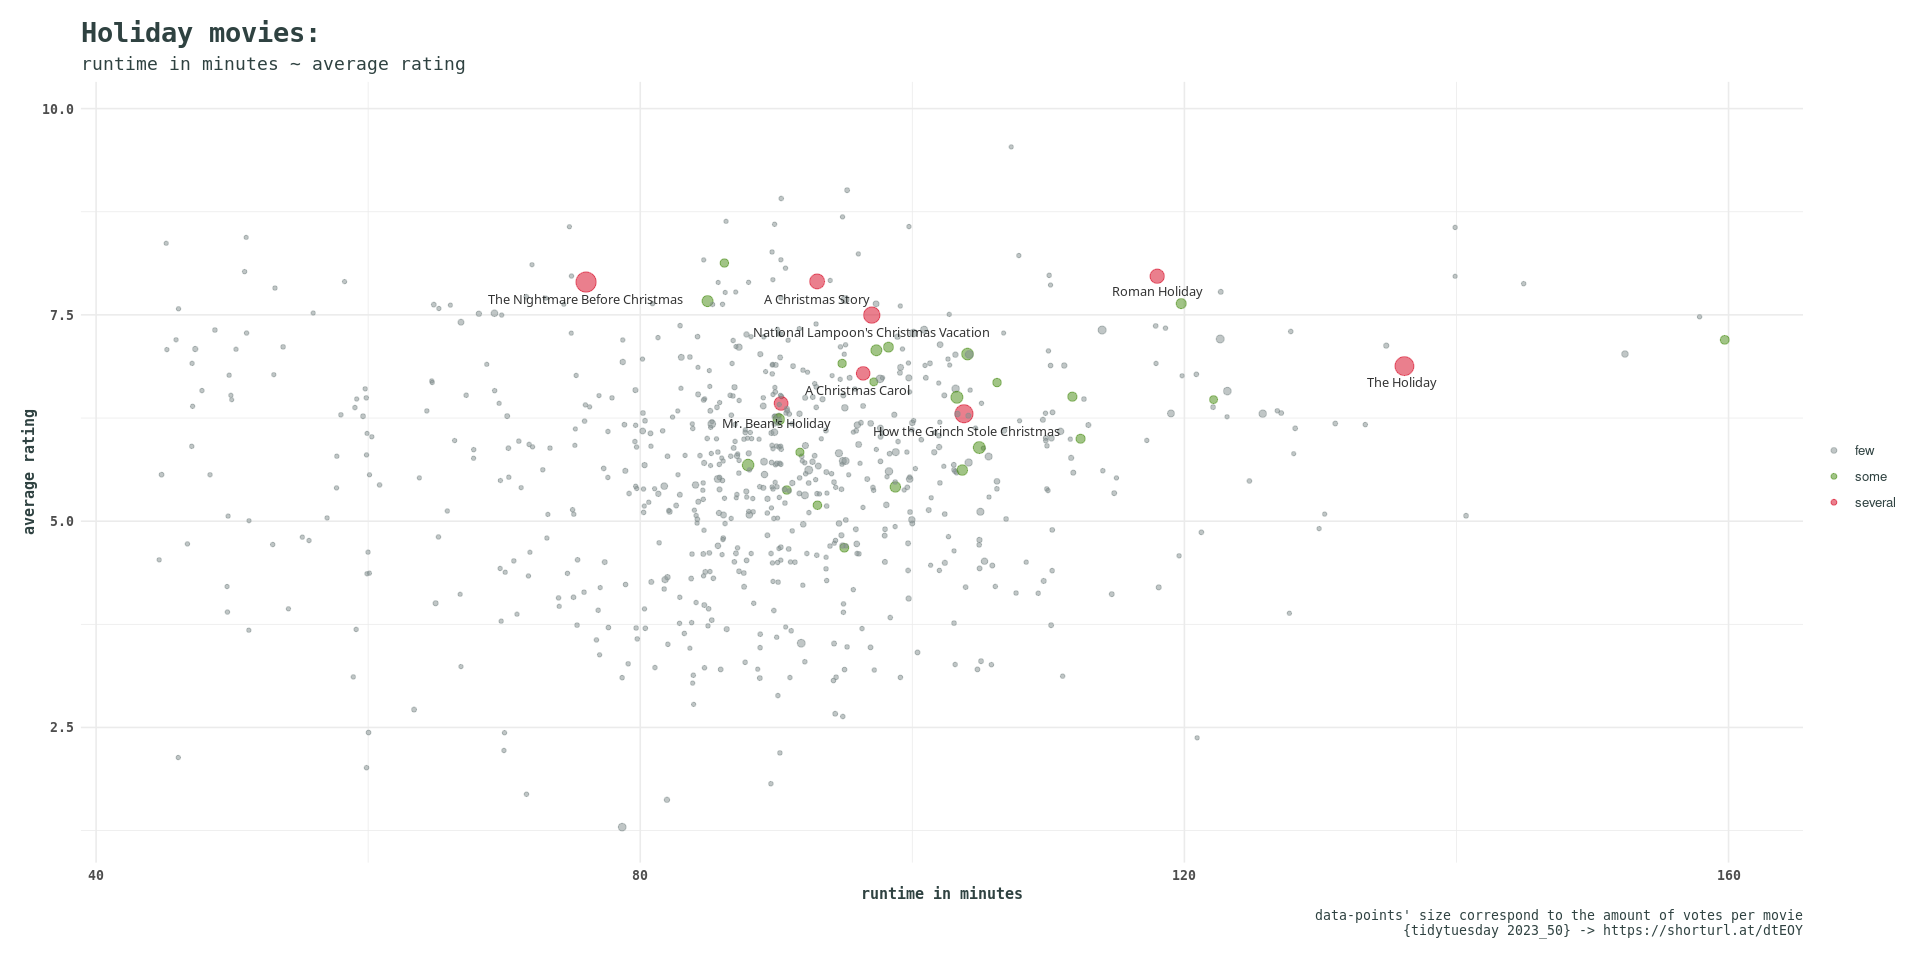 Holiday movies:
runtime in minutes ~ average rating
10.0
7.5
5.0
2.5
average rating
The Nightmare Before Christmas
A Christmas Story
Roman Holiday
National Lampoon's Christmas Vacation
The Holiday
A Christmas Carol
Mr. Bean's Holiday
How the Grinch Stole Christmas
few
some
several
40
80
120
160
runtime in minutes
data-points' size correspond to the amount of votes per movie
{tidytuesday 2023_50} -> https://shorturl.at/dtEOY